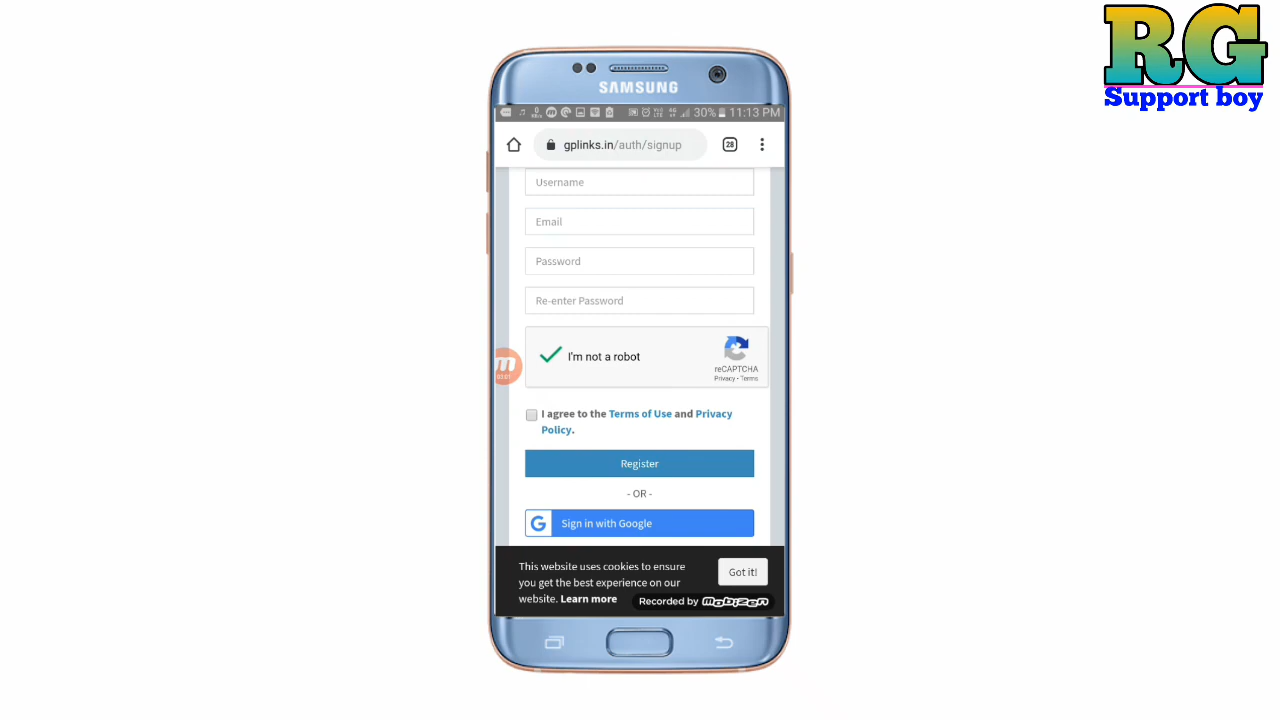 RG
Support boy
SAMSUNG
30% 11:13 PM
gplinks.in/auth/signup
28
Username
Email
Password
Re-enter Password
I'm not a robot
reCAPTCHA
Privacy - Terms
I agree to the Terms of Use and Privacy
Policy.
Register
- OR -
Sign in with Google
This website uses cookies to ensure
you get the best experience on our
website. Learn more
Got it!
Recorded by mobizen